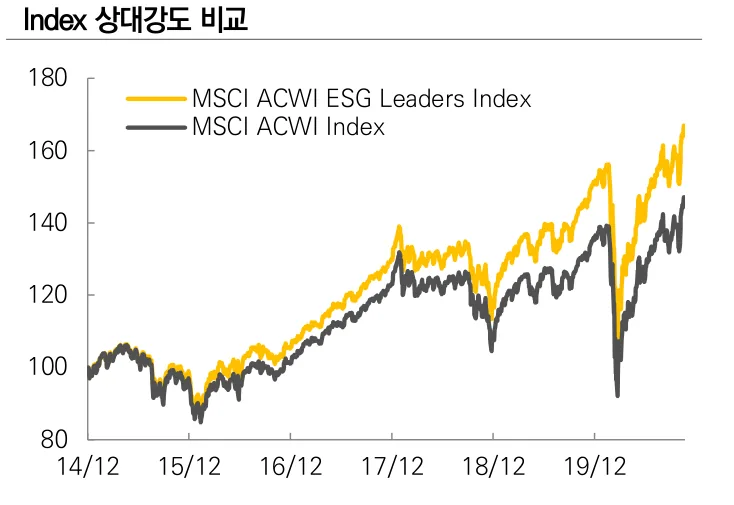 Index 상대강도 비교
180
MSCI ACWI ESG Leaders Index
MSCI ACWI Index
160
140
120
100
80
14/12 15/12 16/12 17/12 18/12 19/12